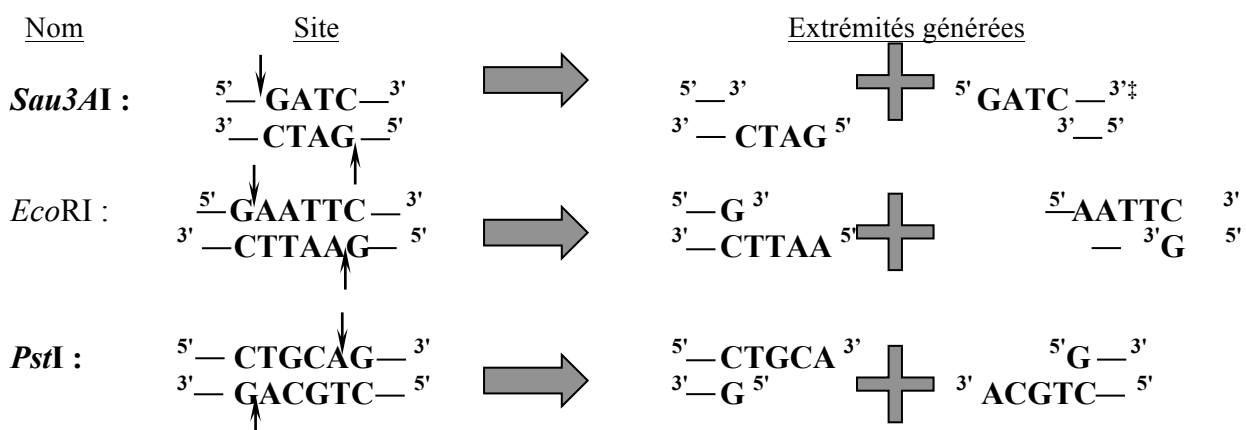 Nom Site Extrémités générées
Sau3AI : 5’— GATC—3' 5’— 3’ 5' GATC —3’‡
3’— CTAG—5' 3’ — CTAG 5' 3’— 5’
EcoRI : 5' —GAATTC — 3' 5' —G 3' 5' —AATTC 3'
3' — CTTAAG— 5' 3' —CTTAA 5' — 3'G 5'
PstI : 5' — CTGCAG— 3' 5' —CTGCA 3’ 5'G —3'
3' — GACGTC— 5' 3' —G 5' 3' ACGTC— 5'